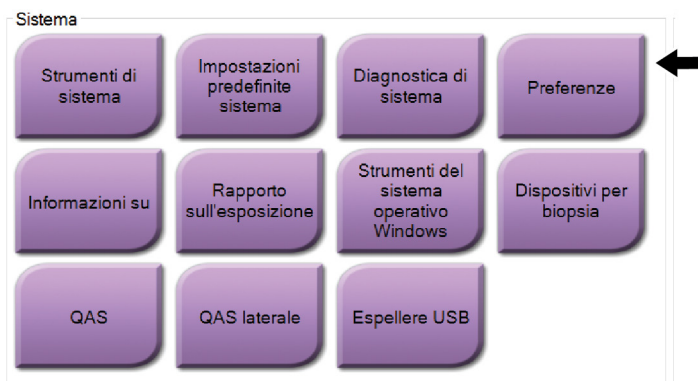 Sistema
Strumenti di
sistema
Impostazioni
predefinite
sistema
Diagnostica di
sistema
Preferenze
Informazioni su
Rapporto
sull'esposizione
Strumenti del
sistema
operativo
Windows
Dispositivi per
biopsia
QAS
QAS laterale
Espellere USB